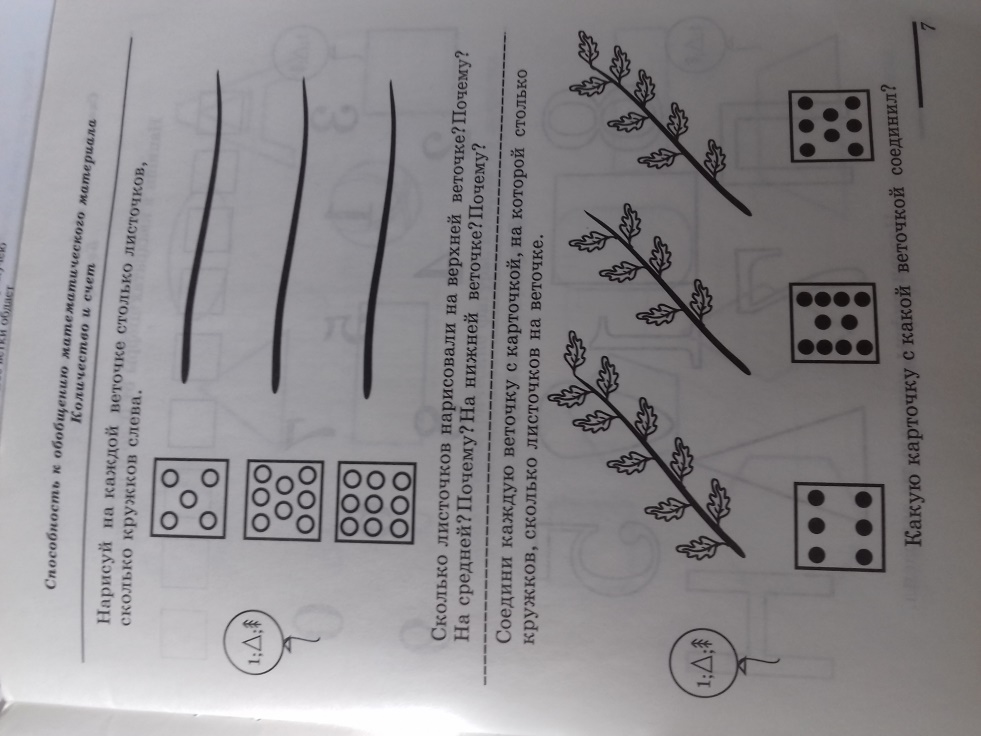 Способность к обобщению математического материала
Количество и счет
Нарисуй на каждой веточке столько листочков,
сколько кружков слева.
1;△;
Сколько листочков нарисовали на верхней веточке? Почему?
На средней? Почему? На нижней веточке? Почему?
Соедини каждую веточку с карточкой, на которой столько
кружков, сколько листочков на веточке.
1;△;
Какую карточку с какой веточкой соединил?
7